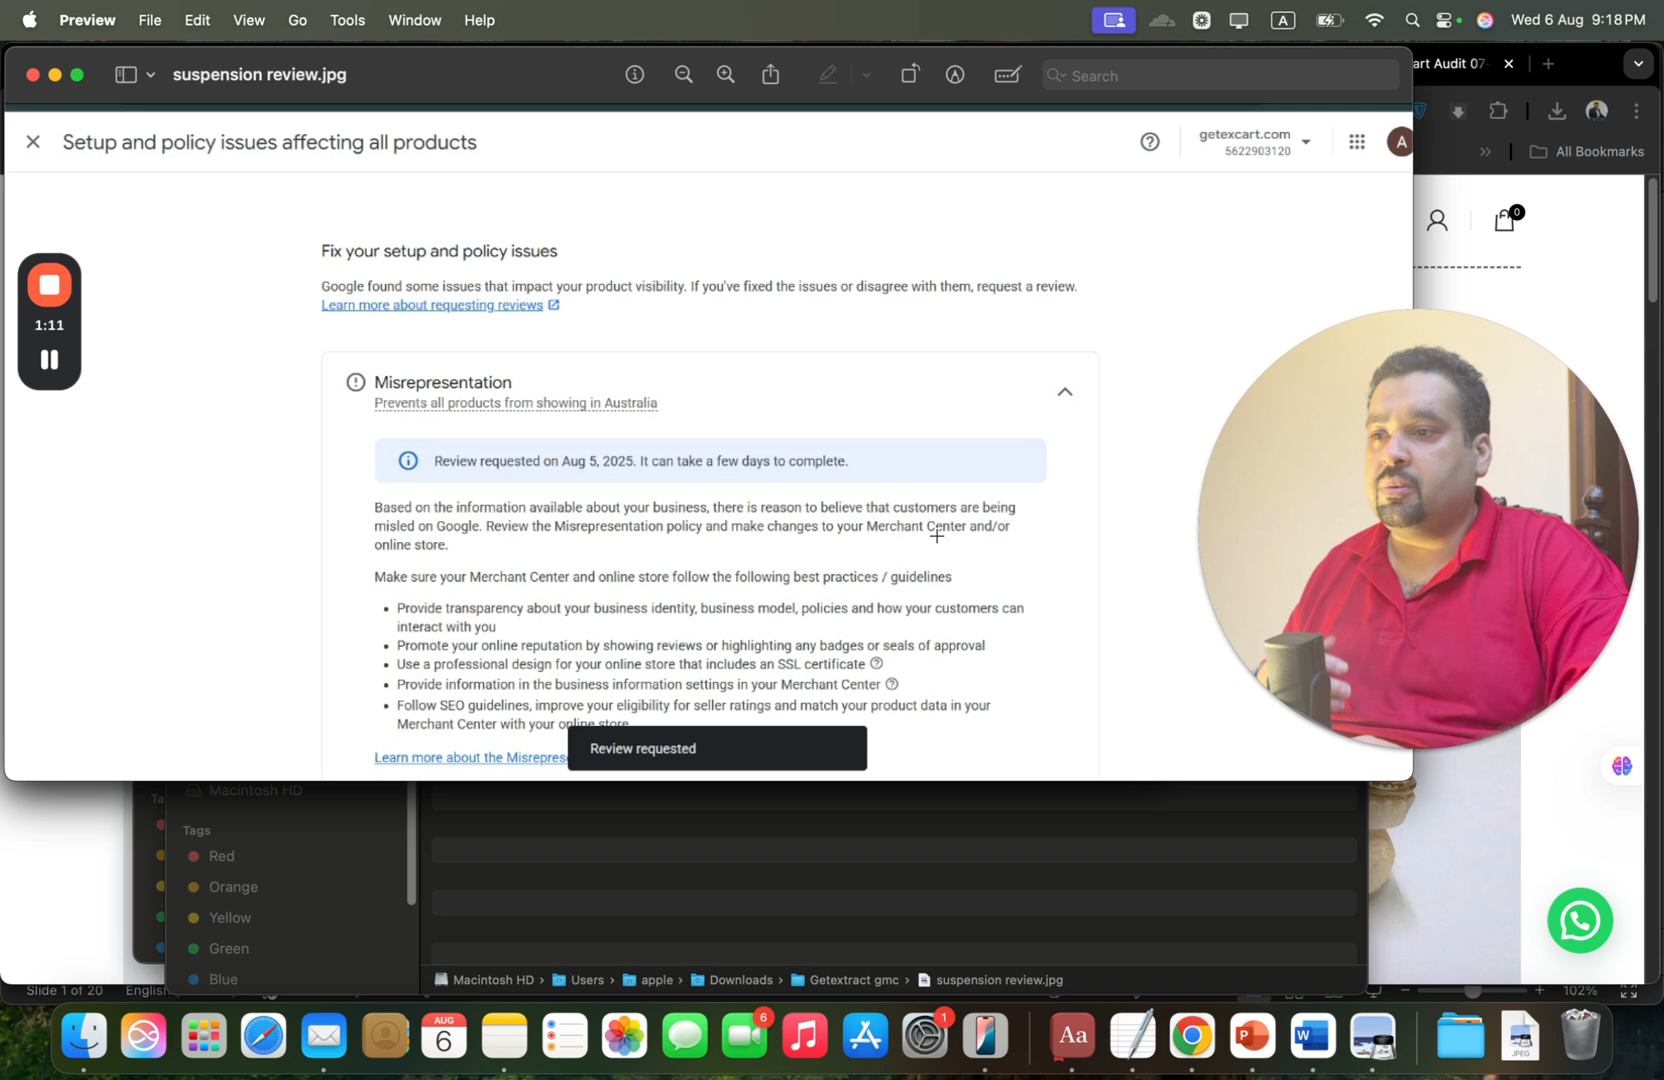 Preview File Edit View Go Tools Window Help
A
Wed 6 Aug 9:18 PM
suspension review.jpg
Search
art Audit 07-
All Bookmarks
Setup and policy issues affecting all products
getexcart.com
5622903120
A
0
Fix your setup and policy issues
Google found some issues that impact your product visibility. If you've fixed the issues or disagree with them, request a review.
Learn more about requesting reviews
1:11
Misrepresentation
Prevents all products from showing in Australia
Review requested on Aug 5, 2025. It can take a few days to complete.
Based on the information available about your business, there is reason to believe that customers are being
misled on Google. Review the Misrepresentation policy and make changes to your Merchant Center and/or
online store.
Make sure your Merchant Center and online store follow the following best practices / guidelines
• Provide transparency about your business identity, business model, policies and how your customers can
interact with you
• Promote your online reputation by showing reviews or highlighting any badges or seals of approval
• Use a professional design for your online store that includes an SSL certificate
• Provide information in the business information settings in your Merchant Center
• Follow SEO guidelines, improve your eligibility for seller ratings and match your product data in your
Merchant Center with your online store
Learn more about the Misrepres
Review requested
Ta
Macintosh HD
Tags
Red
Orange
Yellow
Green
Blue
Macintosh HD › Users › apple › Downloads › Getextract gmc › suspension review.jpg
Slide 1 of 20
102%
AUG
6
6
1
Aa
P
W
JPEG